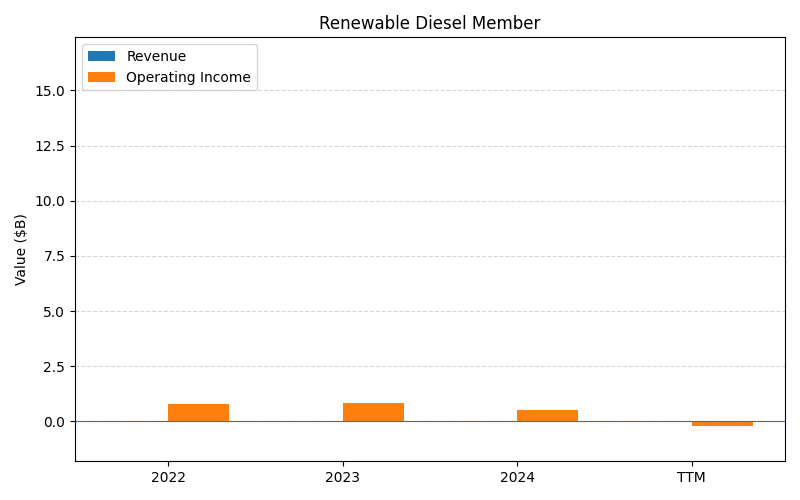 Renewable Diesel Member
Revenue
Operating Income
Value ($B)
15.0
12.5
10.0
7.5
5.0
2.5
0.0
2022
2023
2024
TTM